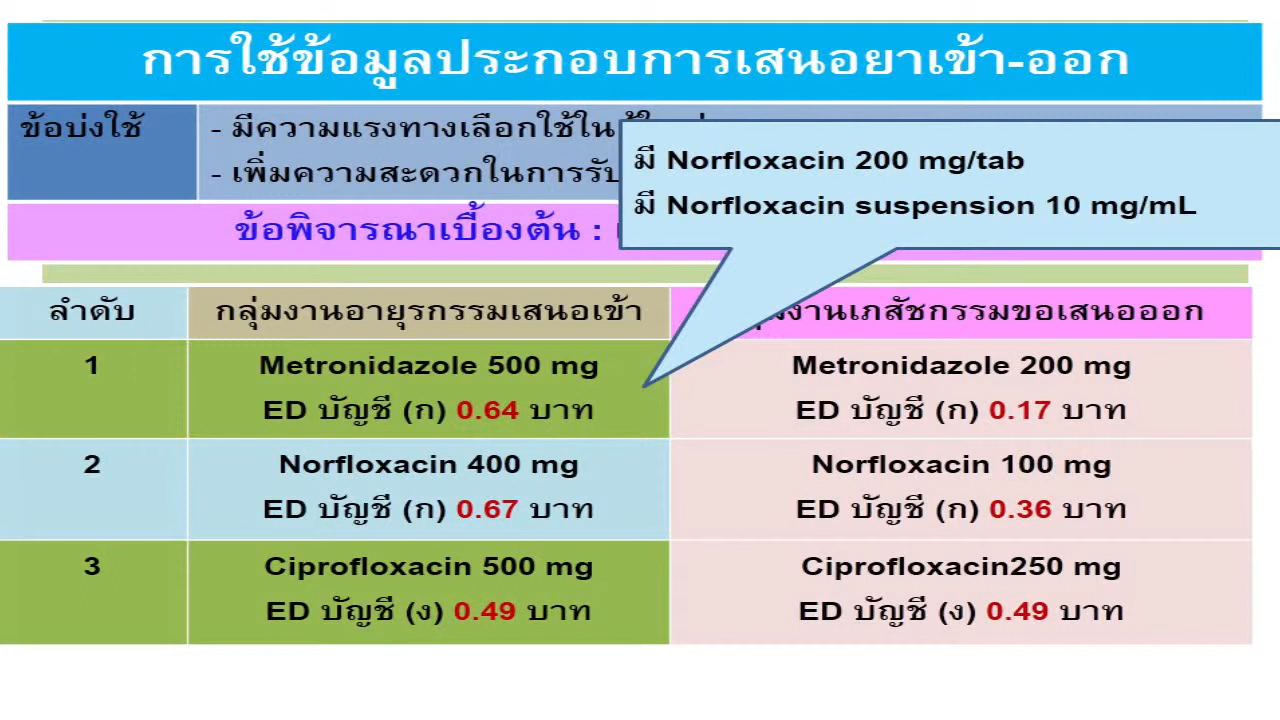 การใช้ข้อมูลประกอบการเสนอยาเข้า-ออก
ข้อบ่งใช้
- มีความแรงทางเลือกใช้ใน
- เพิ่มความสะดวกในการรับ
มี Norfloxacin 200 mg/tab
มี Norfloxacin suspension 10 mg/mL
ข้อพิจารณาเบื้องต้น :
ลำดับ กลุ่มงานอายุรกรรมเสนอเข้า งานเภสัชกรรมขอเสนอออก
1 Metronidazole 500 mg Metronidazole 200 mg
ED บัญชี (ก) 0.64 บาท ED บัญชี (ก) 0.17 บาท
2 Norfloxacin 400 mg Norfloxacin 100 mg
ED บัญชี (ก) 0.67 บาท ED บัญชี (ก) 0.36 บาท
3 Ciprofloxacin 500 mg Ciprofloxacin250 mg
ED บัญชี (ง) 0.49 บาท ED บัญชี (ง) 0.49 บาท